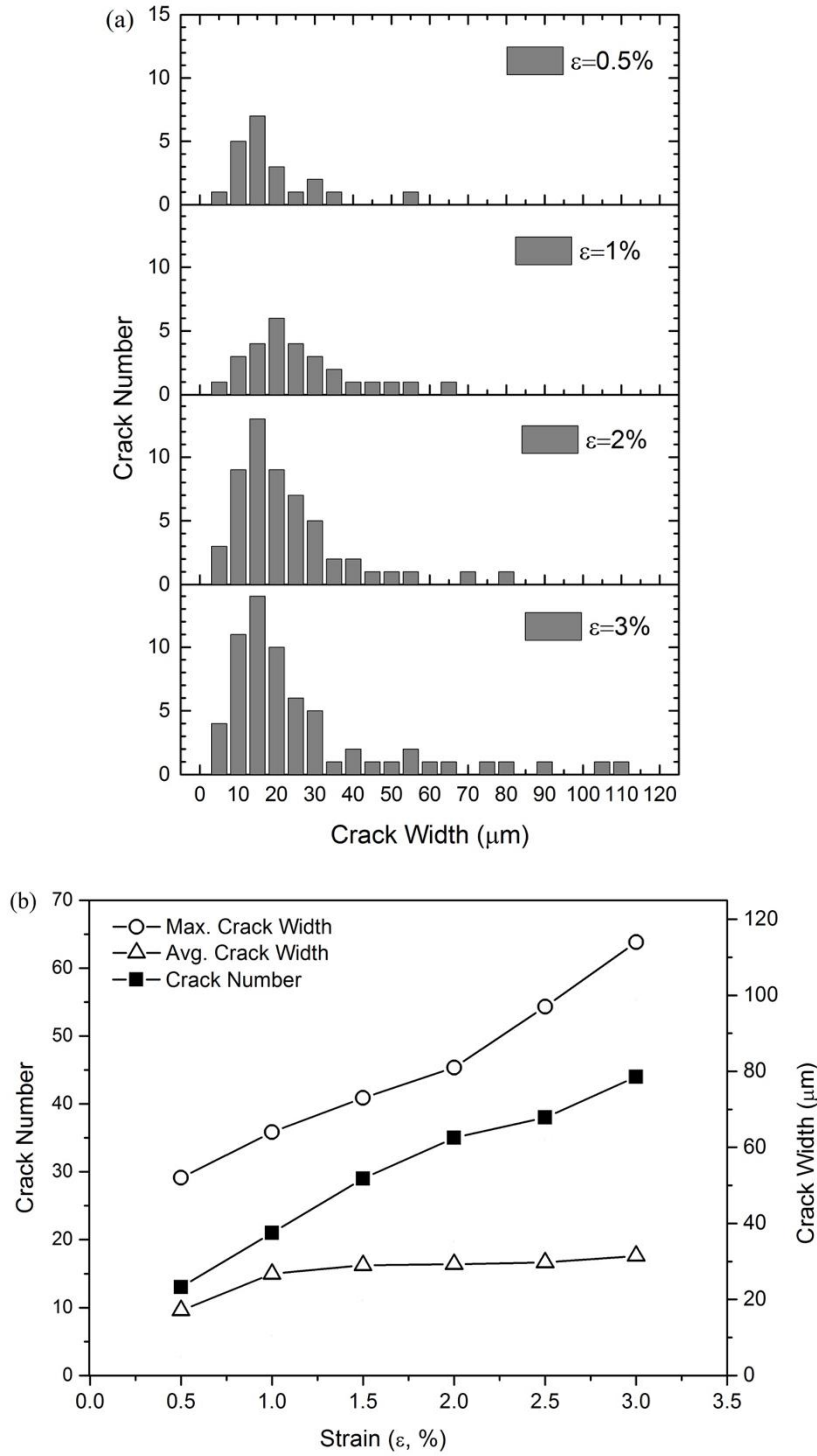 (a)
15
ε=0.5%
10
5
0
ε=1%
10
5
0
Crack Number
ε=2%
10
5
0
ε=3%
10
5
0
0 10 20 30 40 50 60 70 80 90 100 110 120
Crack Width (μm)
(b)
70
120
Max. Crack Width
Avg. Crack Width
60
Crack Number
100
50
80
40
60
30
40
20
20
10
0
0
Crack Number
Crack Width (μm)
0.0 0.5 1.0 1.5 2.0 2.5 3.0 3.5
Strain (ε, %)